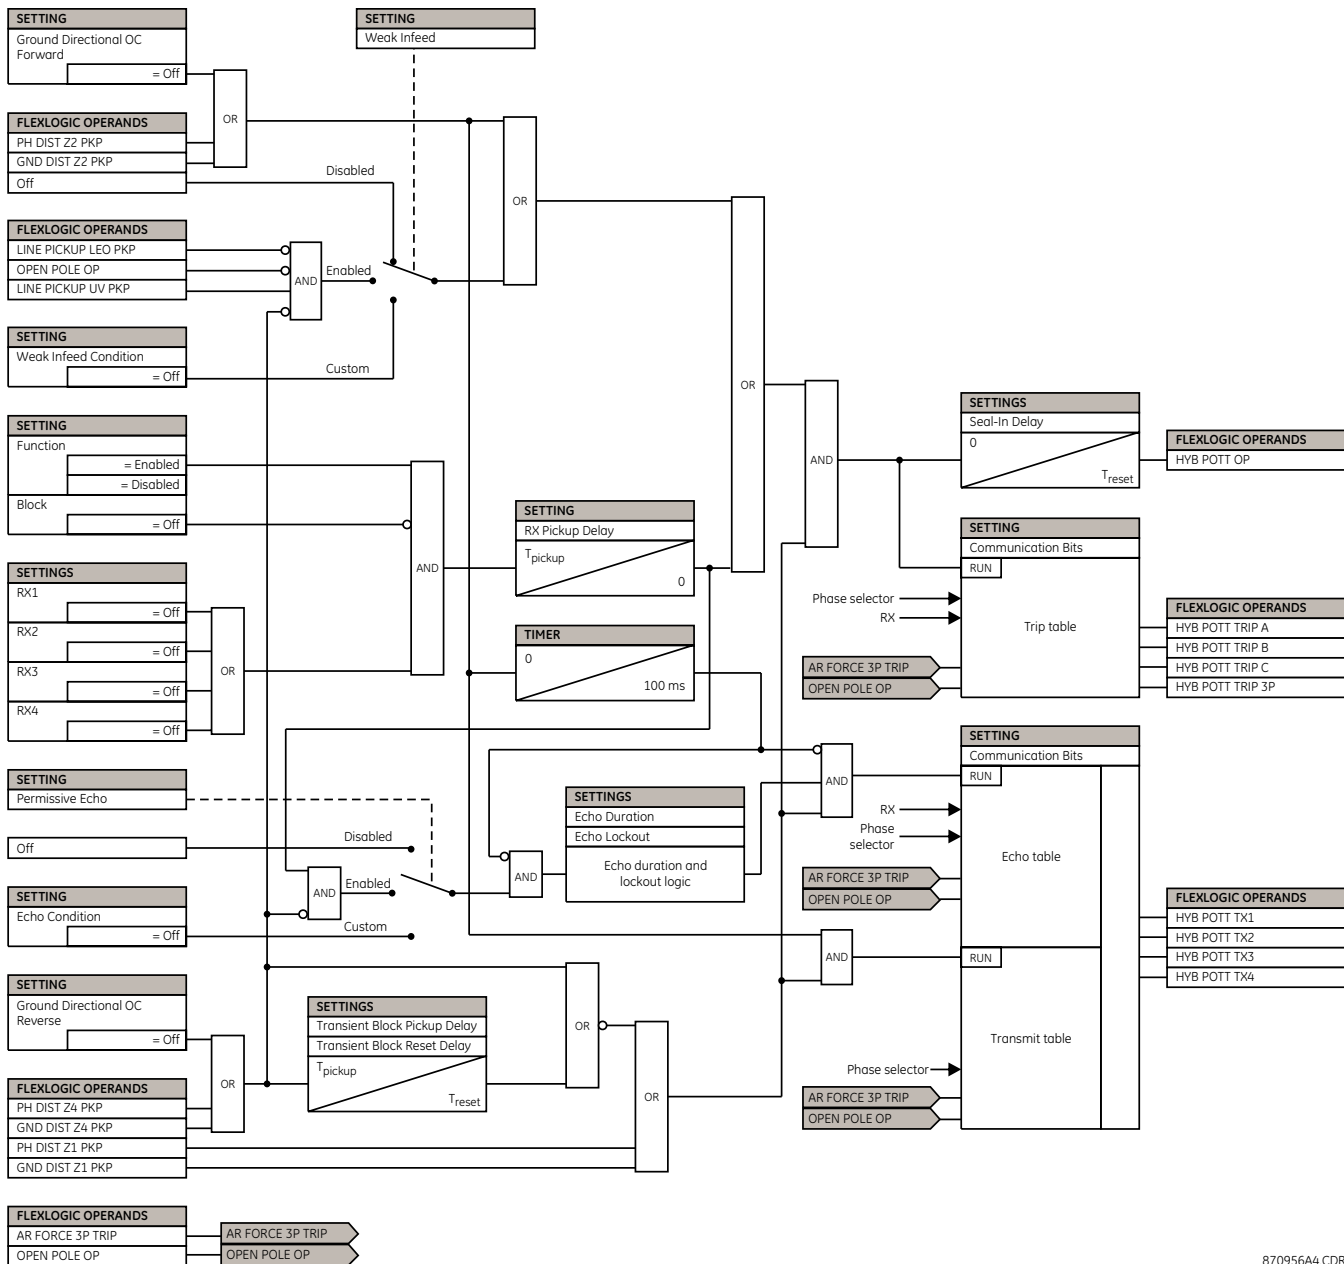 SETTING
Ground Directional OC
Forward
= Off
FLEXLOGIC OPERANDS
PH DIST Z2 PKP
GND DIST Z2 PKP
Off
FLEXLOGIC OPERANDS
LINE PICKUP LEO PKP
OPEN POLE OP
LINE PICKUP UV PKP
SETTING
Weak Infeed Condition
= Off
SETTING
Function
= Enabled
= Disabled
Block
= Off
SETTINGS
RX1
= Off
RX2
= Off
RX3
= Off
RX4
= Off
SETTING
Permissive Echo
Off
SETTING
Echo Condition
= Off
SETTING
Ground Directional OC
Reverse
= Off
FLEXLOGIC OPERANDS
PH DIST Z4 PKP
GND DIST Z4 PKP
PH DIST Z1 PKP
GND DIST Z1 PKP
FLEXLOGIC OPERANDS
AR FORCE 3P TRIP
OPEN POLE OP
AR FORCE 3P TRIP
OPEN POLE OP
SETTING
Weak Infeed
OR
Disabled
AND
Enabled
Custom
OR
OR
AND
OR
AND
SETTING
RX Pickup Delay
Tpickup
0
TIMER
0
100 ms
Disabled
AND
Enabled
Custom
AND
SETTINGS
Echo Duration
Echo Lockout
Echo duration and
lockout logic
OR
SETTINGS
Transient Block Pickup Delay
Transient Block Reset Delay
Tpickup
Treset
OR
OR
AND
SETTINGS
Seal-In Delay
0
Treset
FLEXLOGIC OPERANDS
HYB POTT OP
SETTING
Communication Bits
RUN
Phase selector
RX
Trip table
AR FORCE 3P TRIP
OPEN POLE OP
FLEXLOGIC OPERANDS
HYB POTT TRIP A
HYB POTT TRIP B
HYB POTT TRIP C
HYB POTT TRIP 3P
AND
SETTING
Communication Bits
RUN
RX
Phase
selector
Echo table
AR FORCE 3P TRIP
OPEN POLE OP
FLEXLOGIC OPERANDS
HYB POTT TX1
HYB POTT TX2
HYB POTT TX3
HYB POTT TX4
AND
RUN
Transmit table
Phase selector
AR FORCE 3P TRIP
OPEN POLE OP
870956A4.CDR